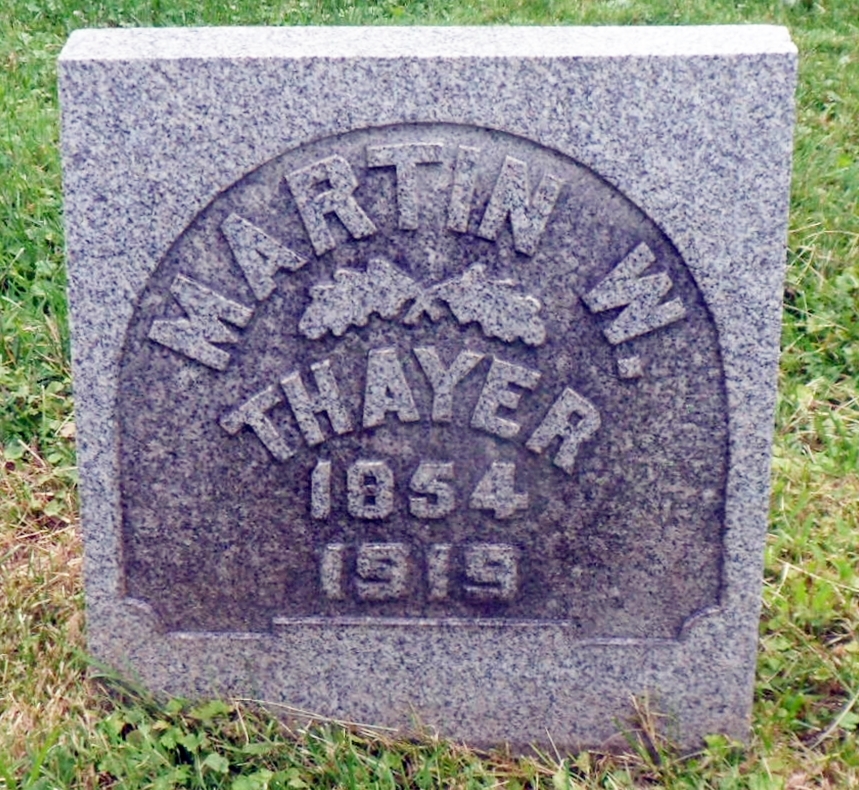 MARTIN W.
THAYER
1854
1919